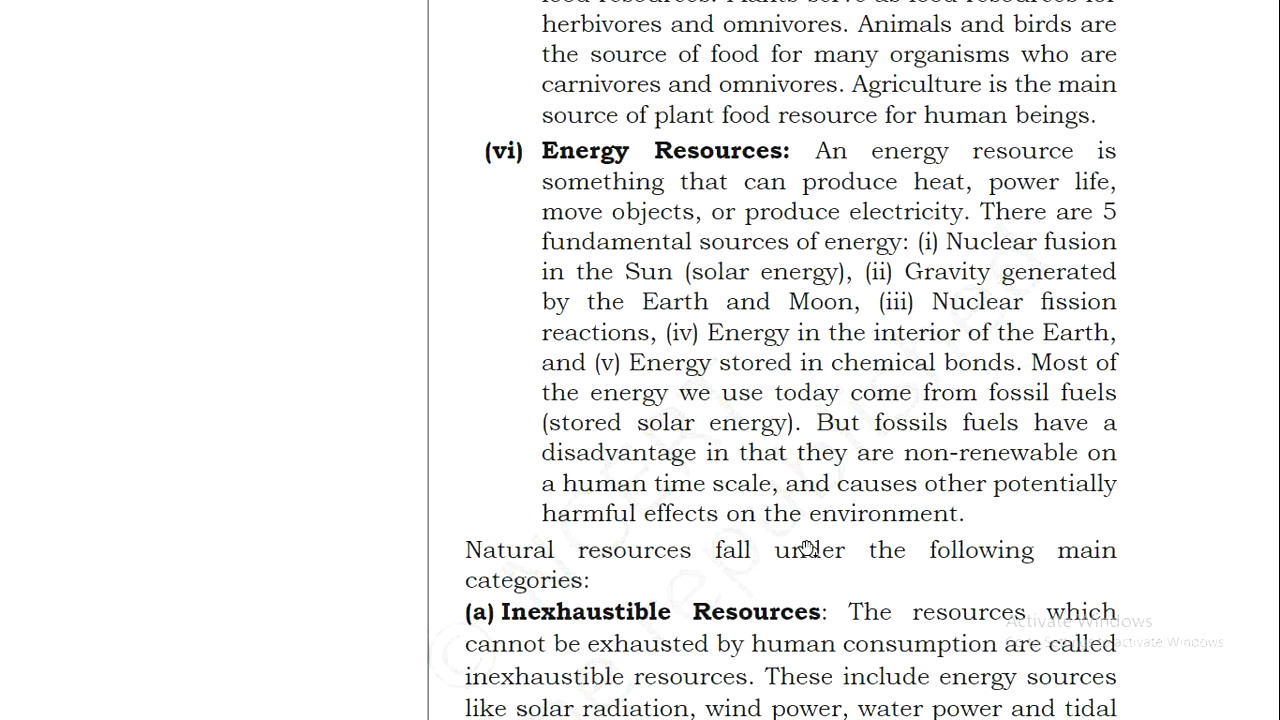 herbivores and omnivores. Animals and birds are
the source of food for many organisms who are
carnivores and omnivores. Agriculture is the main
source of plant food resource for human beings.
(vi) Energy Resources: An energy resource is
something that can produce heat, power life,
move objects, or produce electricity. There are 5
fundamental sources of energy: (i) Nuclear fusion
in the Sun (solar energy), (ii) Gravity generated
by the Earth and Moon, (iii) Nuclear fission
reactions, (iv) Energy in the interior of the Earth,
and (v) Energy stored in chemical bonds. Most of
the energy we use today come from fossil fuels
(stored solar energy). But fossils fuels have a
disadvantage in that they are non-renewable on
a human time scale, and causes other potentially
harmful effects on the environment.
Natural resources fall under the following main
categories:
(a) Inexhaustible Resources: The resources which
cannot be exhausted by human consumption are called
inexhaustible resources. These include energy sources
like solar radiation, wind power, water power and tidal
Activate Windows